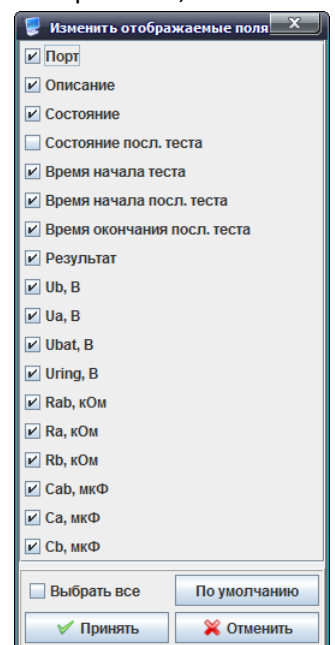 Изменить отображаемые поля
Порт
Описание
Состояние
Состояние посл. теста
Время начала теста
Время начала посл. теста
Время окончания посл. теста
Результат
Ub, В
Ua, В
Ubat, В
Uring, В
Rab, кОм
Ra, кОм
Rb, кОм
Cab, мкФ
Ca, мкФ
Cb, мкФ
Выбрать все По умолчанию
Принять Отменить